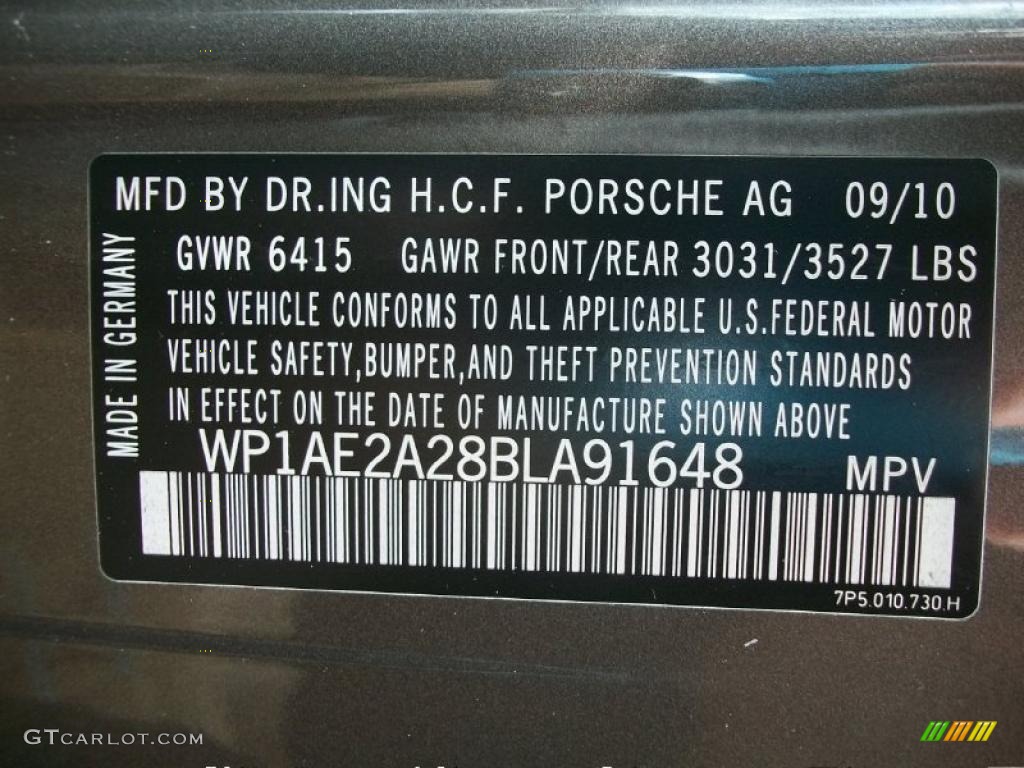 MFD BY DR.ING H.C.F. PORSCHE AG 09/10
GVWR 6415 GAWR FRONT/REAR 3031/3527 LBS
THIS VEHICLE CONFORMS TO ALL APPLICABLE U.S.FEDERAL MOTOR
VEHICLE SAFETY,BUMPER,AND THEFT PREVENTION STANDARDS
IN EFFECT ON THE DATE OF MANUFACTURE SHOWN ABOVE
MADE IN GERMANY
WP1AE2A28BLA91648 MPV
7P5.010.730.H
GTCARLOT.COM